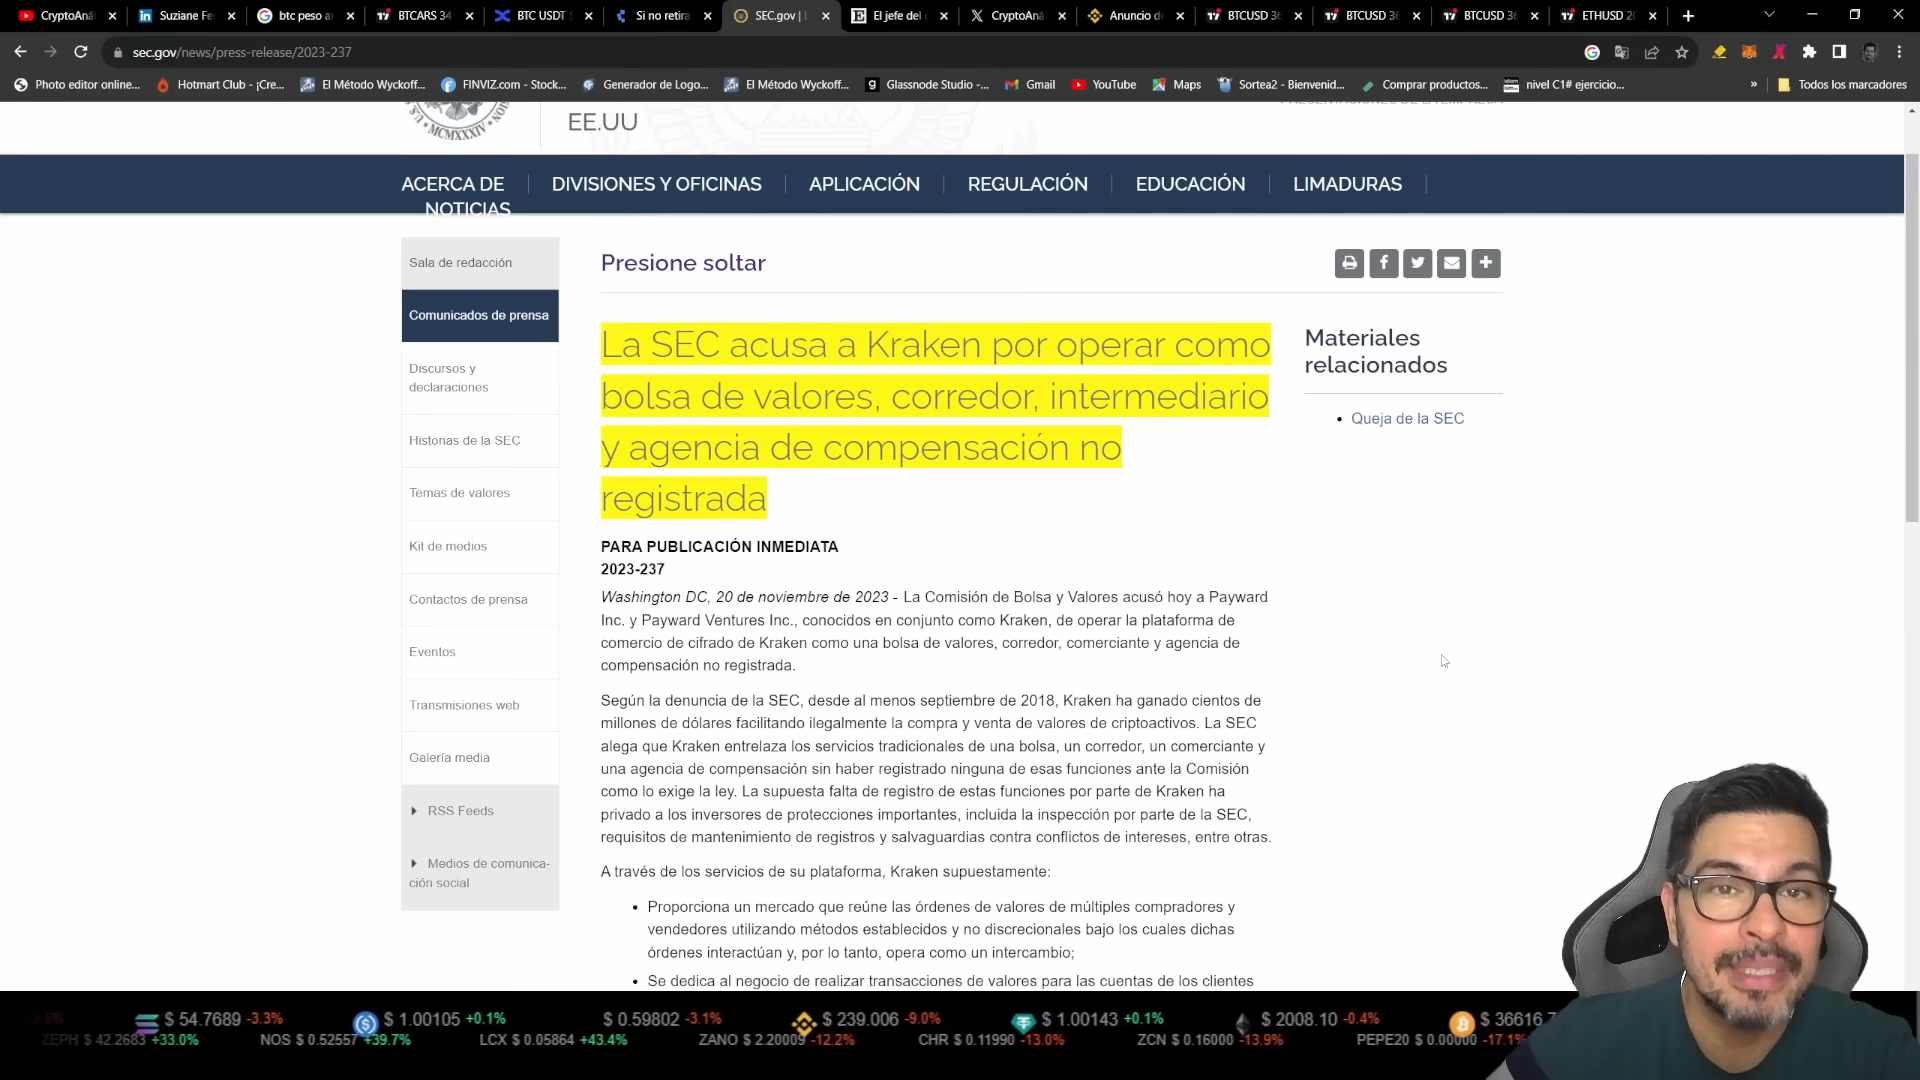 CryptoAnál
Suziane Fe
btc peso a
BTCARS 34
BTC USDT
Si no retira
SEC.gov | L
El jefe del g
CryptoAná
Anuncio d
BTCUSD 36
BTCUSD 36
BTCUSD 36
ETHUSD 20
sec.gov/news/press-release/2023-237
Photo editor online...
Hotmart Club - ¡Cre...
El Método Wyckoff...
FINVIZ.com - Stock...
Generador de Logo...
El Método Wyckoff...
Glassnode Studio -...
Gmail
YouTube
Maps
Sortea2 - Bienvenid...
Comprar productos...
nivel C1# ejercicio...
»
Todos los marcadores
MCMXXXIV
EE.UU
PRESENTACIONES DE LA EMPRESA
ACERCA DE
DIVISIONES Y OFICINAS
APLICACIÓN
REGULACIÓN
EDUCACIÓN
LIMADURAS
NOTICIAS
Sala de redacción
Comunicados de prensa
Discursos y
declaraciones
Historias de la SEC
Temas de valores
Kit de medios
Contactos de prensa
Eventos
Transmisiones web
Galería media
RSS Feeds
Medios de comunica-
ción social
Presione soltar
La SEC acusa a Kraken por operar como
bolsa de valores, corredor, intermediario
y agencia de compensación no
registrada
PARA PUBLICACIÓN INMEDIATA
2023-237
Washington DC, 20 de noviembre de 2023 - La Comisión de Bolsa y Valores acusó hoy a Payward
Inc. y Payward Ventures Inc., conocidos en conjunto como Kraken, de operar la plataforma de
comercio de cifrado de Kraken como una bolsa de valores, corredor, comerciante y agencia de
compensación no registrada.
Según la denuncia de la SEC, desde al menos septiembre de 2018, Kraken ha ganado cientos de
millones de dólares facilitando ilegalmente la compra y venta de valores de criptoactivos. La SEC
alega que Kraken entrelaza los servicios tradicionales de una bolsa, un corredor, un comerciante y
una agencia de compensación sin haber registrado ninguna de esas funciones ante la Comisión
como lo exige la ley. La supuesta falta de registro de estas funciones por parte de Kraken ha
privado a los inversores de protecciones importantes, incluida la inspección por parte de la SEC,
requisitos de mantenimiento de registros y salvaguardias contra conflictos de intereses, entre otras.
A través de los servicios de su plataforma, Kraken supuestamente:
• Proporciona un mercado que reúne las órdenes de valores de múltiples compradores y
vendedores utilizando métodos establecidos y no discrecionales bajo los cuales dichas
órdenes interactúan y, por lo tanto, opera como un intercambio;
• Se dedica al negocio de realizar transacciones de valores para las cuentas de los clientes
Materiales
relacionados
• Queja de la SEC
$ 54.7689 -3.3%
$ 1.00105 +0.1%
$ 0.59802 -3.1%
$ 239.006 -9.0%
$ 1.00143 +0.1%
$ 2008.10 -0.4%
$ 36616.7
ZEPH $ 42.2683 +33.0%
NOS $ 0.52557 +39.7%
LCX $ 0.05864 +43.4%
ZANO $ 2.20009 -12.2%
CHR $ 0.11990 -13.0%
ZCN $ 0.16000 -13.9%
PEPE20 $ 0.00000 -17.1%